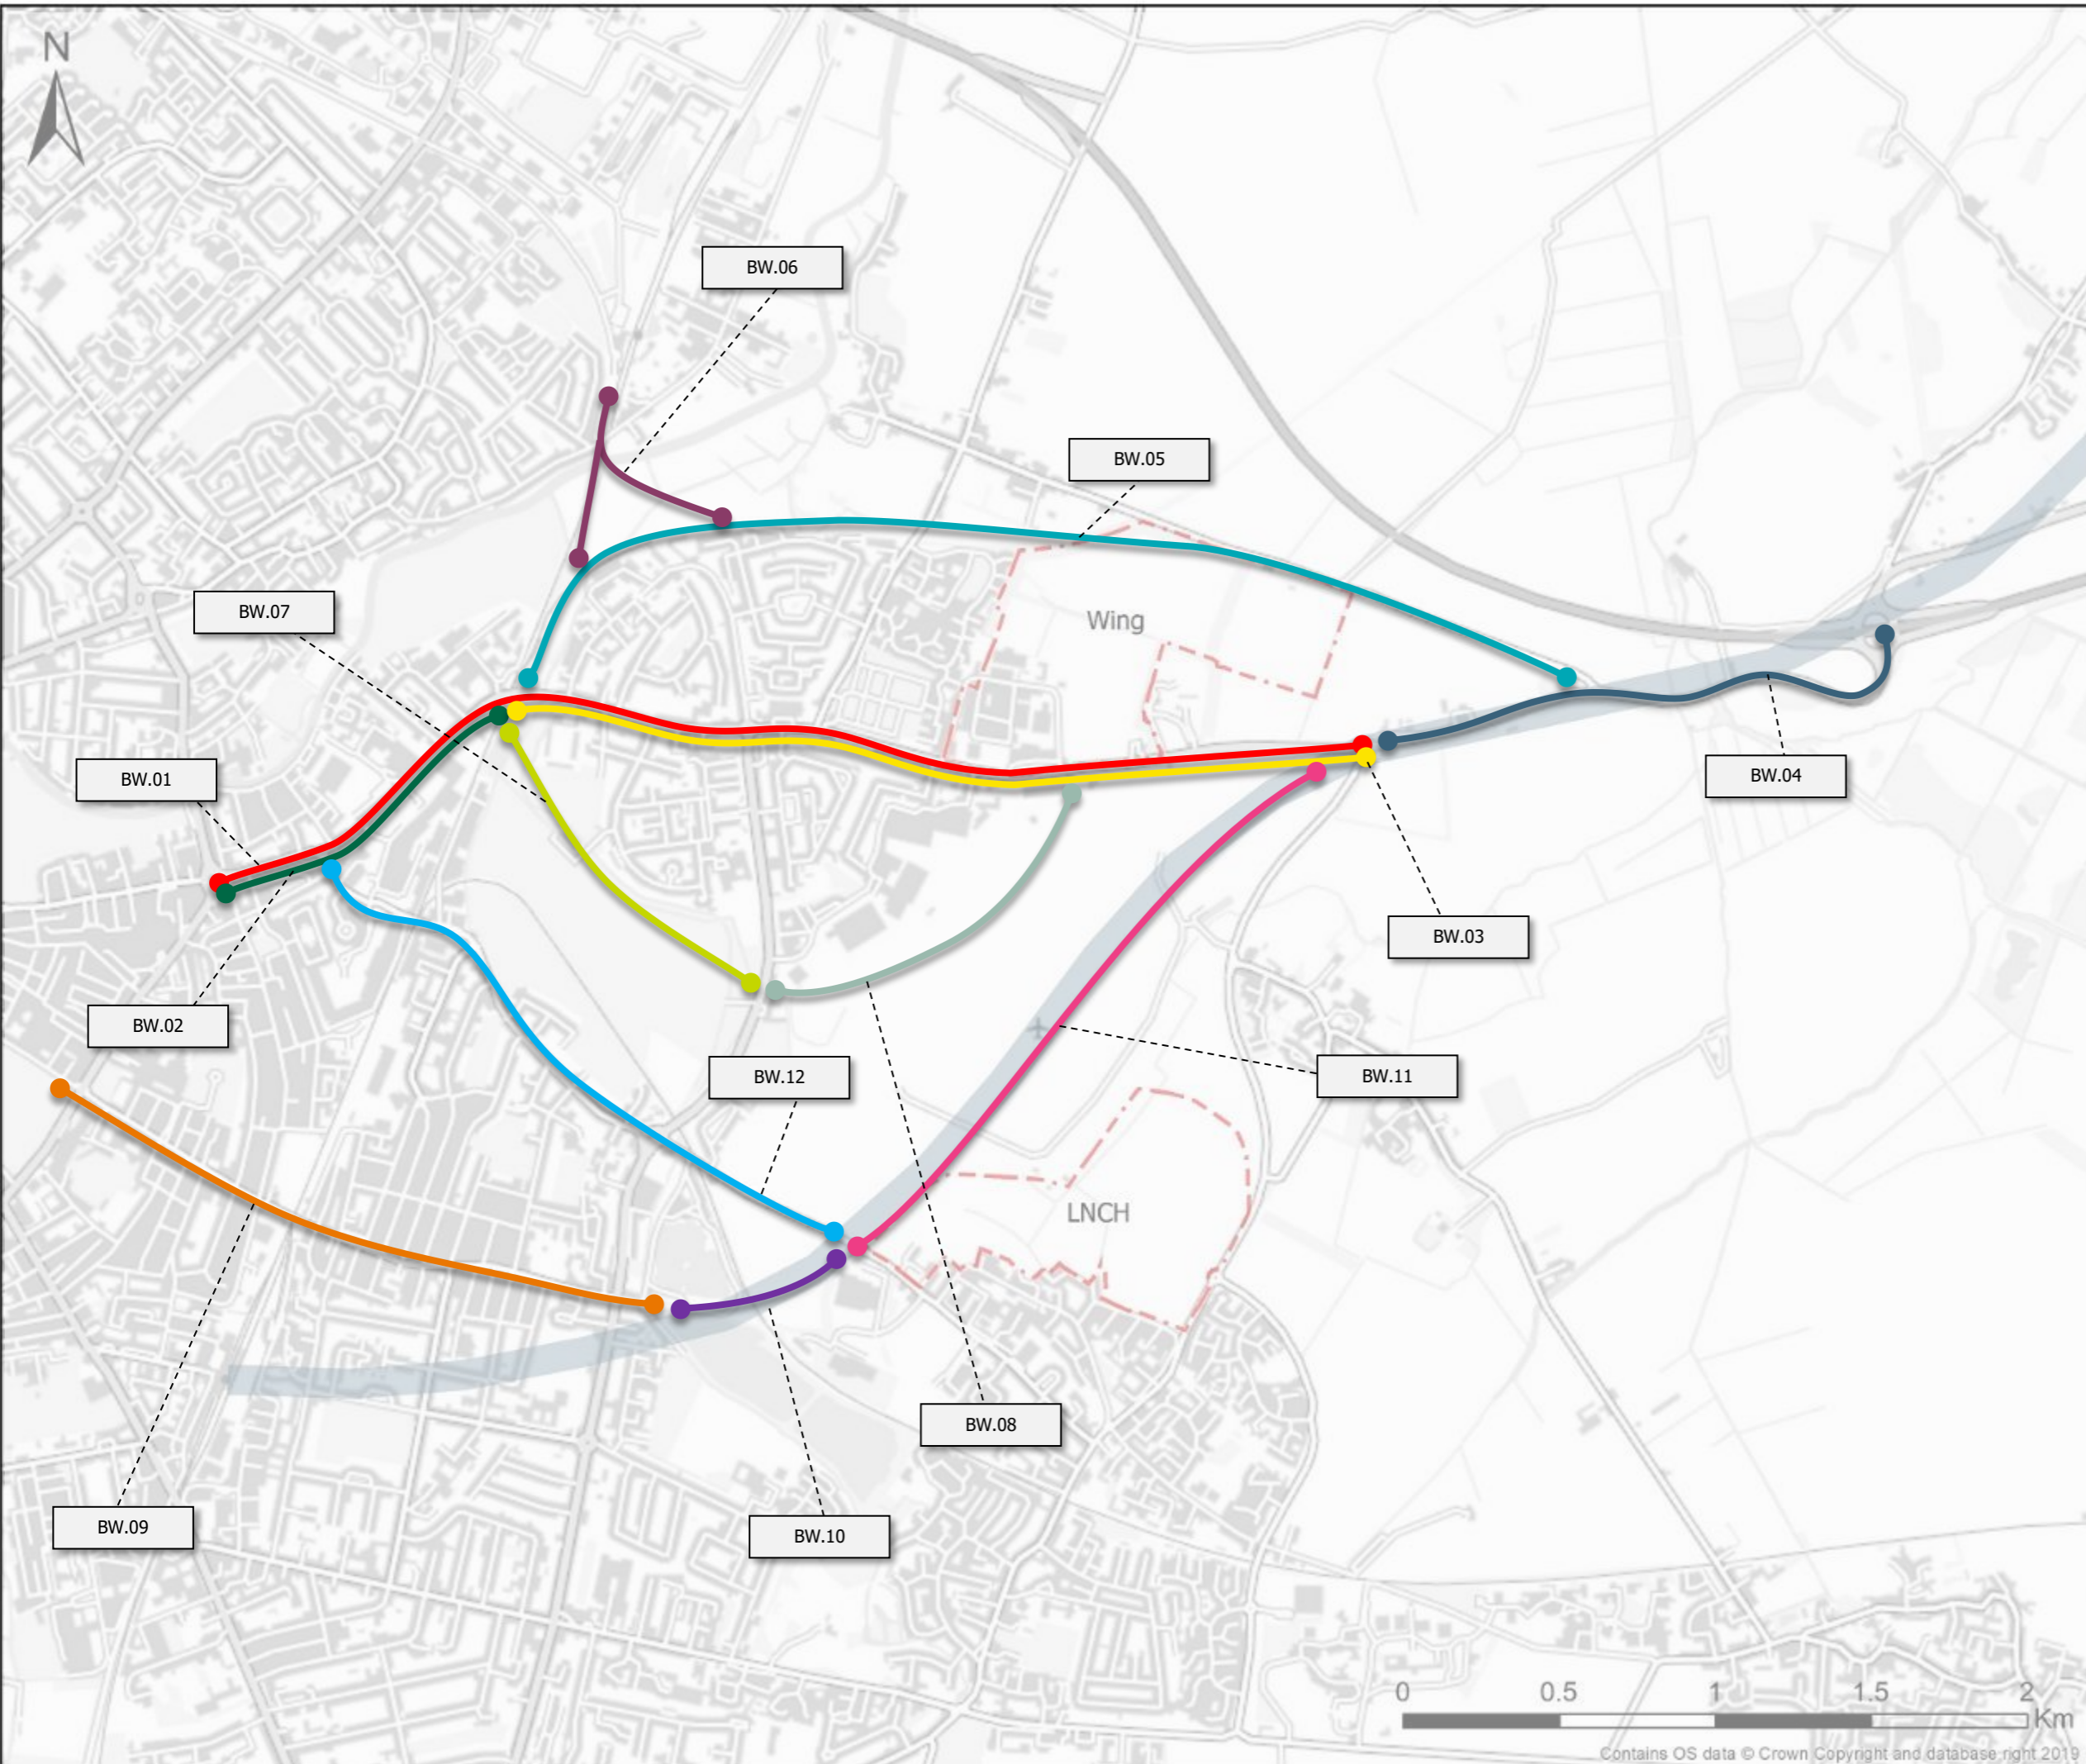 N
BW.06
BW.05
BW.07
Wing
BW.01
BW.04
BW.03
BW.02
BW.12
BW.11
LNCH
BW.08
BW.09
BW.10
0 0.5 1 1.5 2
Km
Contains OS data © Crown Copyright and database right 2019